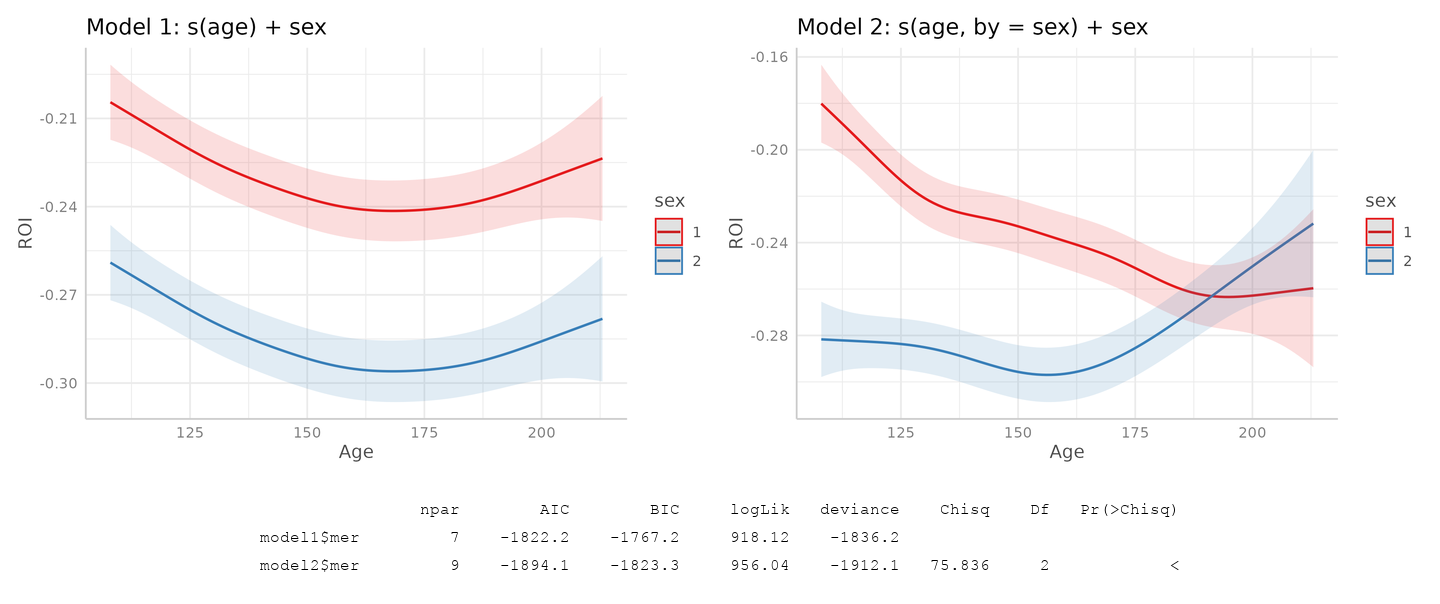 Model 1: s(age) + sex
-0.21
-0.24
-0.27
-0.30
ROI
125 150 175 200
Age
sex
1
2
Model 2: s(age, by = sex) + sex
-0.16
-0.20
-0.24
-0.28
ROI
125 150 175 200
Age
sex
1
2
npar AIC BIC logLik deviance Chisq Df Pr(>Chisq)
model1$mer 7 -1822.2 -1767.2 918.12 -1836.2
model2$mer 9 -1894.1 -1823.3 956.04 -1912.1 75.836 2 <